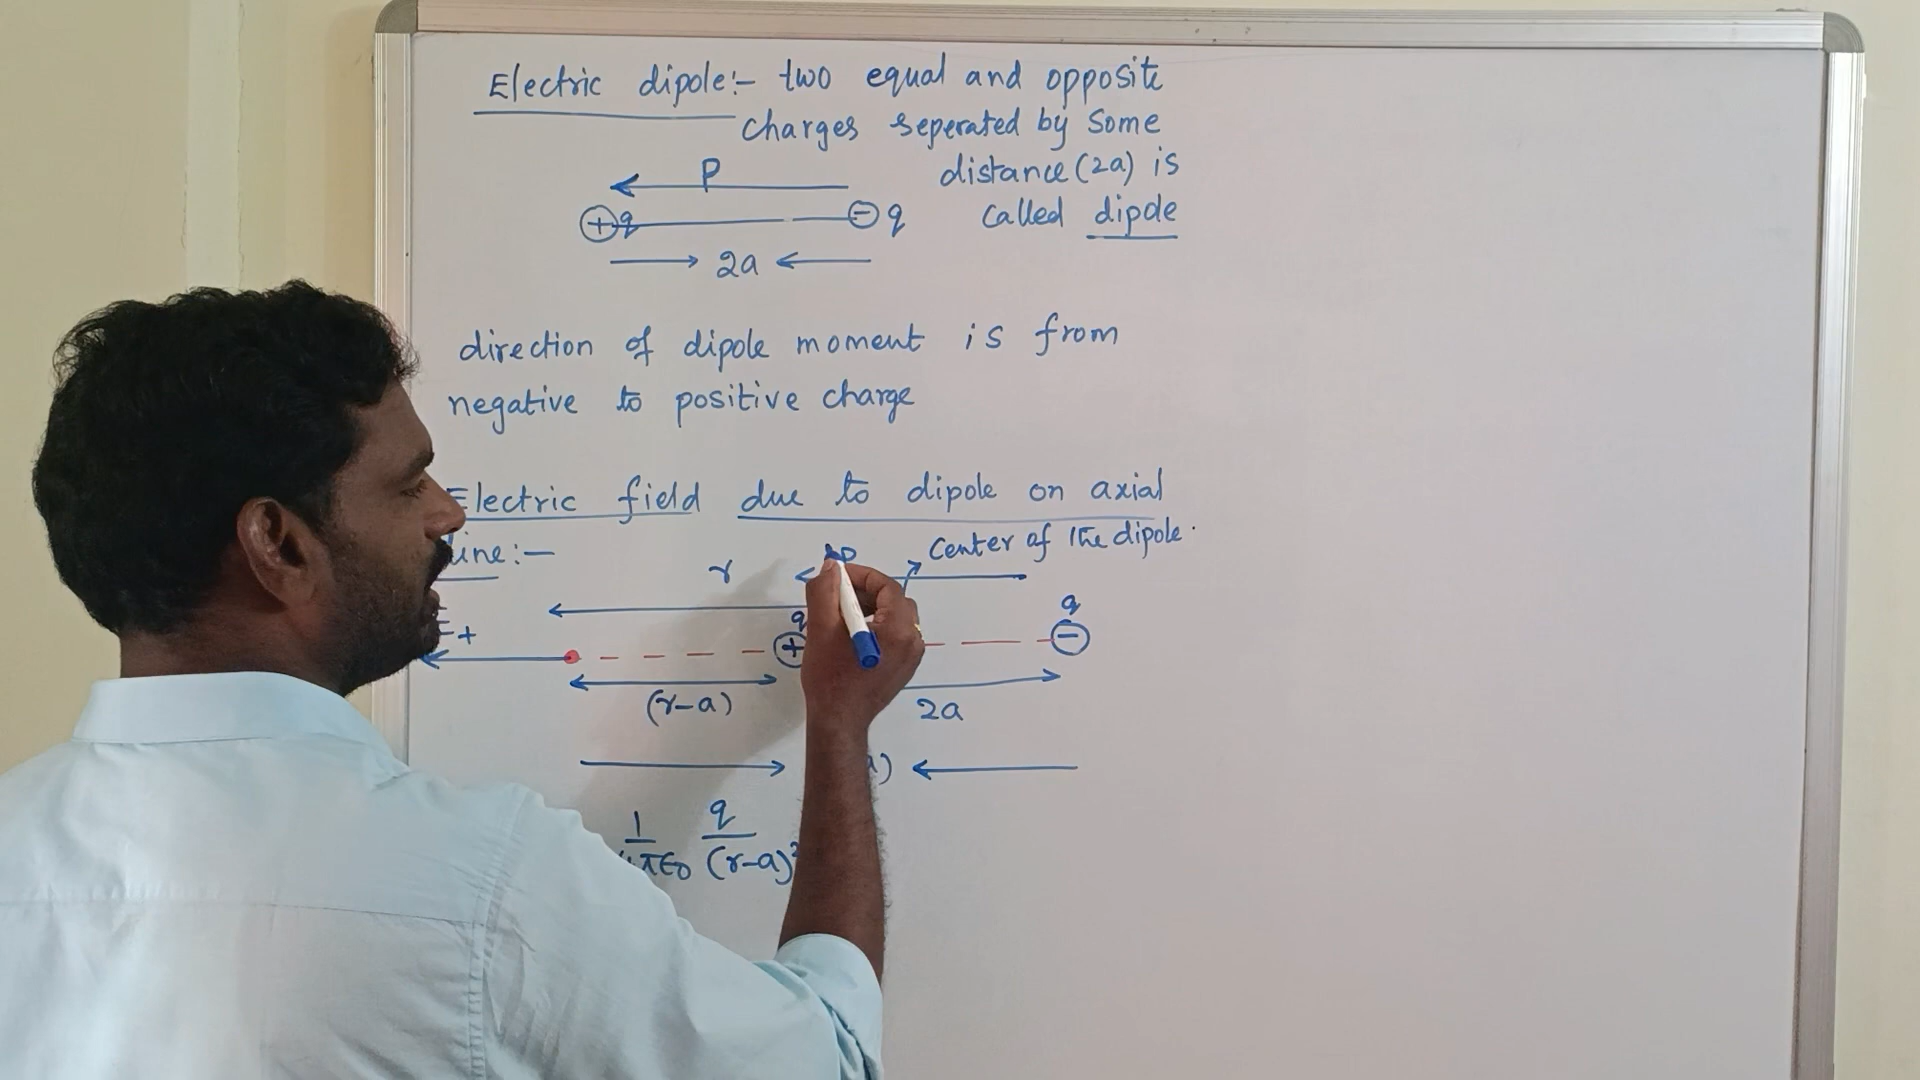 Electric dipole:- two equal and opposite
charges seperated by some
distance (2a) is
called dipole
P
+ q - q
2a
direction of dipole moment is from
negative to positive charge
Electric field due to dipole on axial
line:-
center of the dipole.
r
q q
E+
+ -
(r-a) 2a
a)
1 q
4πε0 (r-a)²